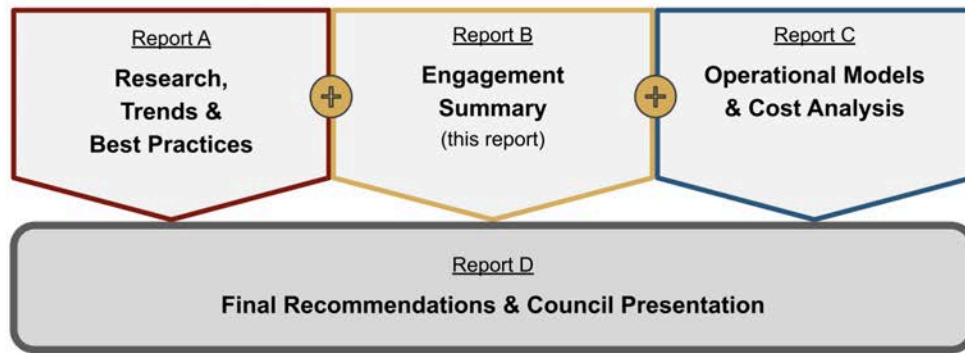 Report A
Research,
Trends &
Best Practices
Report B
Engagement
Summary
(this report)
Report C
Operational Models
& Cost Analysis
Report D
Final Recommendations & Council Presentation